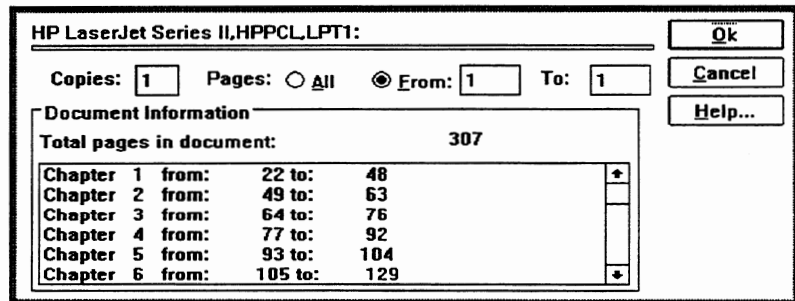 HP LaserJet Series II,HPPCL,LPT1:
Ok
Copies: 1 Pages: All From: 1 To: 1
Cancel
Help...
Document Information
Total pages in document: 307
Chapter 1 from: 22 to: 48
Chapter 2 from: 49 to: 63
Chapter 3 from: 64 to: 76
Chapter 4 from: 77 to: 92
Chapter 5 from: 93 to: 104
Chapter 6 from: 105 to: 129